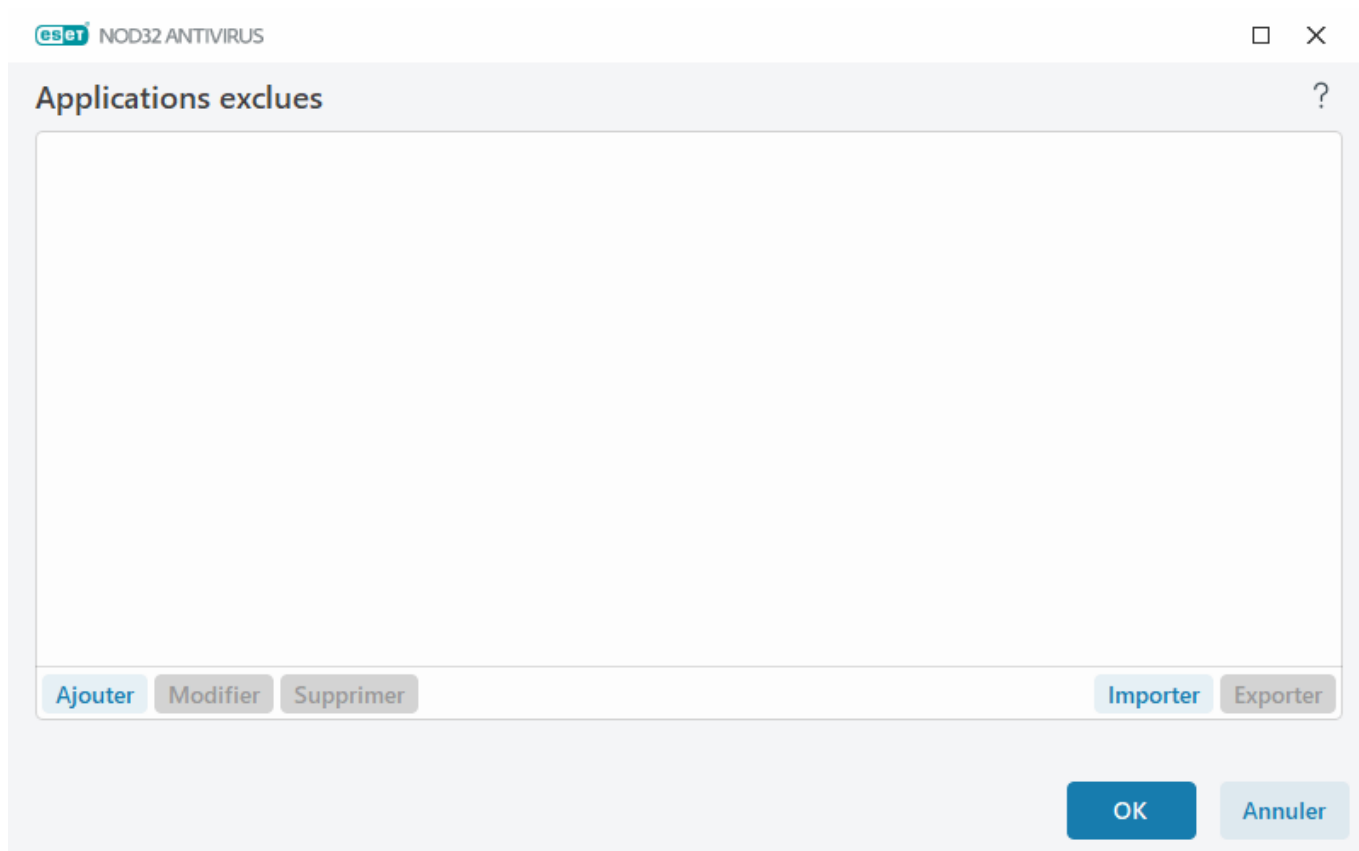 eset NOD32 ANTIVIRUS
Applications exclues ?
Ajouter Modifier Supprimer Importer Exporter
OK Annuler